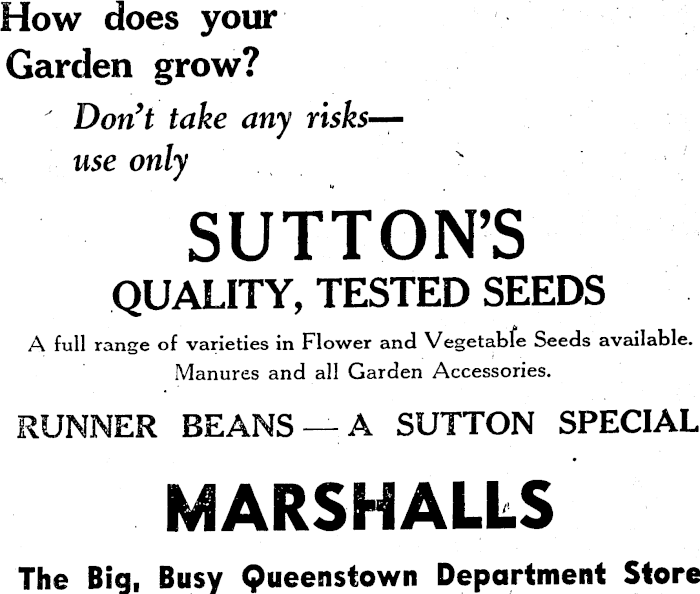 How does your
Garden grow?
Don't take any risks—
use only
SUTTON'S
QUALITY, TESTED SEEDS
A full range of varieties in Flower and Vegetable Seeds available.
Manures and all Garden Accessories.
RUNNER BEANS — A SUTTON SPECIAL
MARSHALLS
The Big, Busy Queenstown Department Store